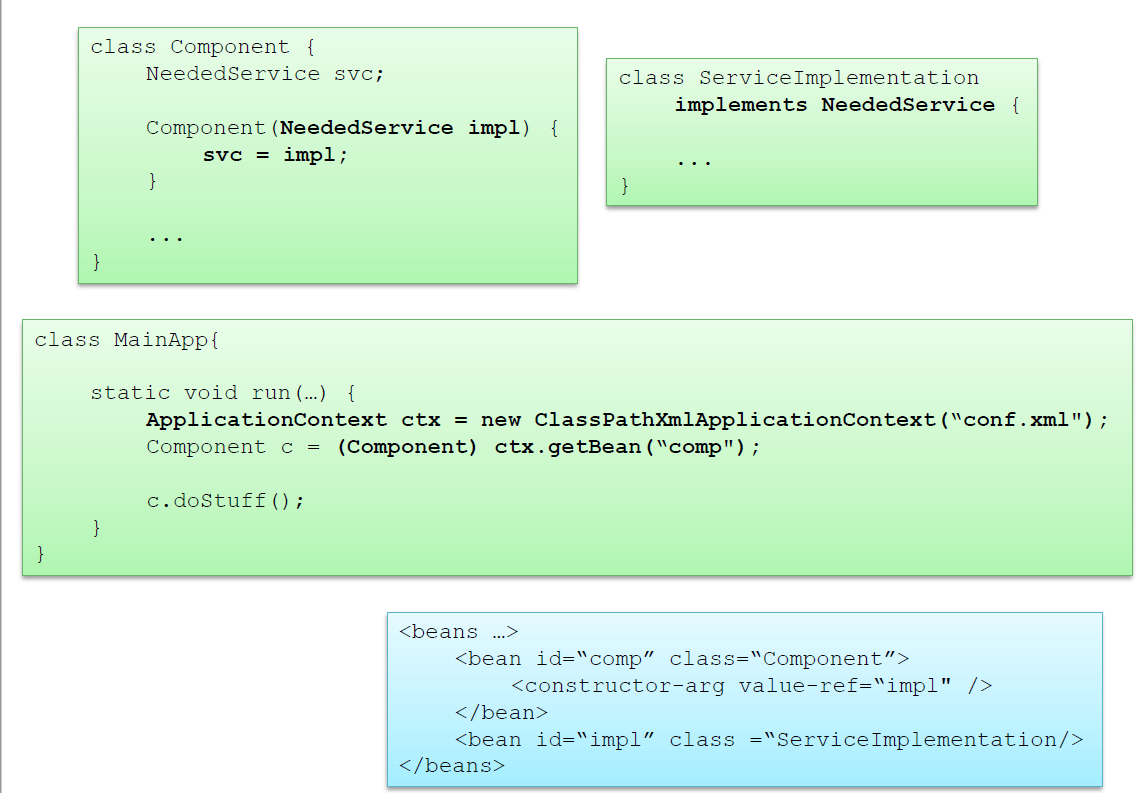 class Component {
NeededService svc;
Component(NeededService impl) {
svc = impl;
}
...
}
class ServiceImplementation
implements NeededService {
...
}
class MainApp{
static void run(…) {
ApplicationContext ctx = new ClassPathXmlApplicationContext(“conf.xml");
Component c = (Component) ctx.getBean(“comp");
c.doStuff();
}
}
<beans …>
<bean id=“comp” class=“Component”>
<constructor-arg value-ref=“impl" />
</bean>
<bean id=“impl” class =“ServiceImplementation/>
</beans>